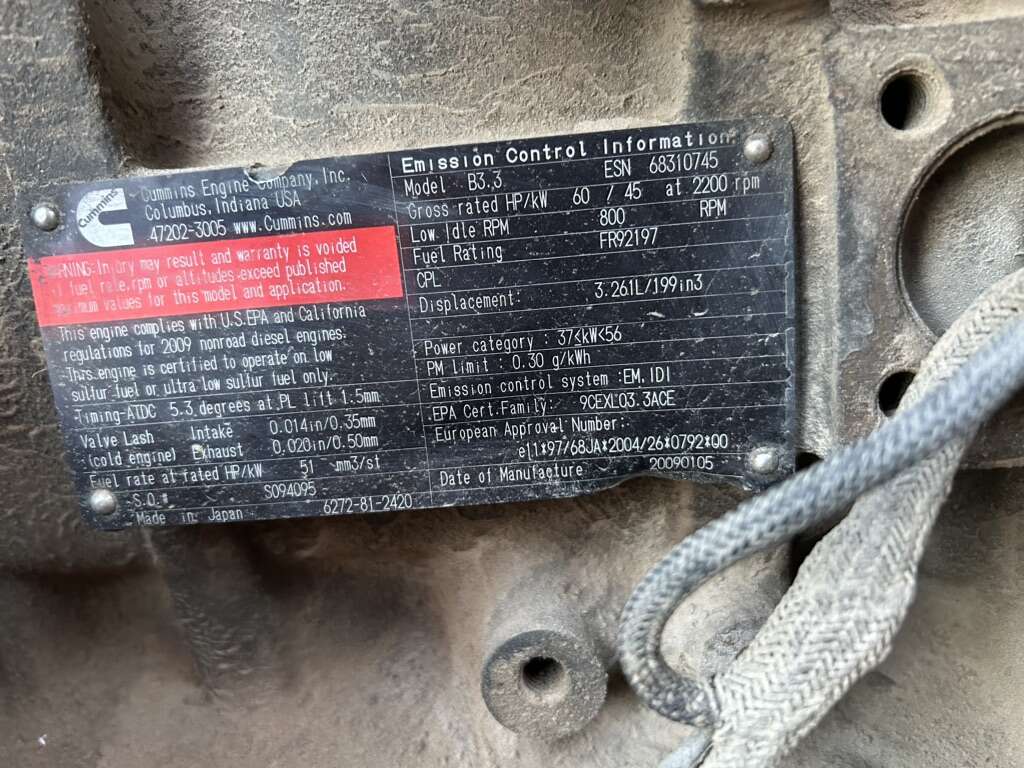 Cummins
Cummins Engine Company, Inc.
Columbus, Indiana USA
47202-3005 www.Cummins.com
may result and warranty is voided
if fuel rate, rpm or altitudes exceed published
maximum values for this model and application.
This engine complies with U.S.EPA and California
regulations for 2009 nonroad diesel engines.
This engine is certified to operate on low
sulfur fuel or ultra low sulfur fuel only.
Timing-ATDC 5.3 degrees at PL lift 1.5mm
Valve Lash Intake 0.014in/0.35mm
(cold engine) Exhaust 0.020in/0.50mm
Fuel rate at rated HP/kW 51 mm3/st
S.O.# SO94095
Made in Japan 6272-81-2420
Emission Control Information
Model B3.3 ESN 68310745
Gross rated HP/kW 60 / 45 at 2200 rpm
Low Idle RPM 800 RPM
Fuel Rating FR92197
CPL
Displacement: 3.261L/199in3
Power category : 37≤kW<56
PM limit : 0.30 g/kWh
Emission control system :EM.IDI
EPA Cert.Family: 9CEXL03.3ACE
European Approval Number:
e11*97/68JA*2004/26*0792*00
Date of Manufacture 20090105